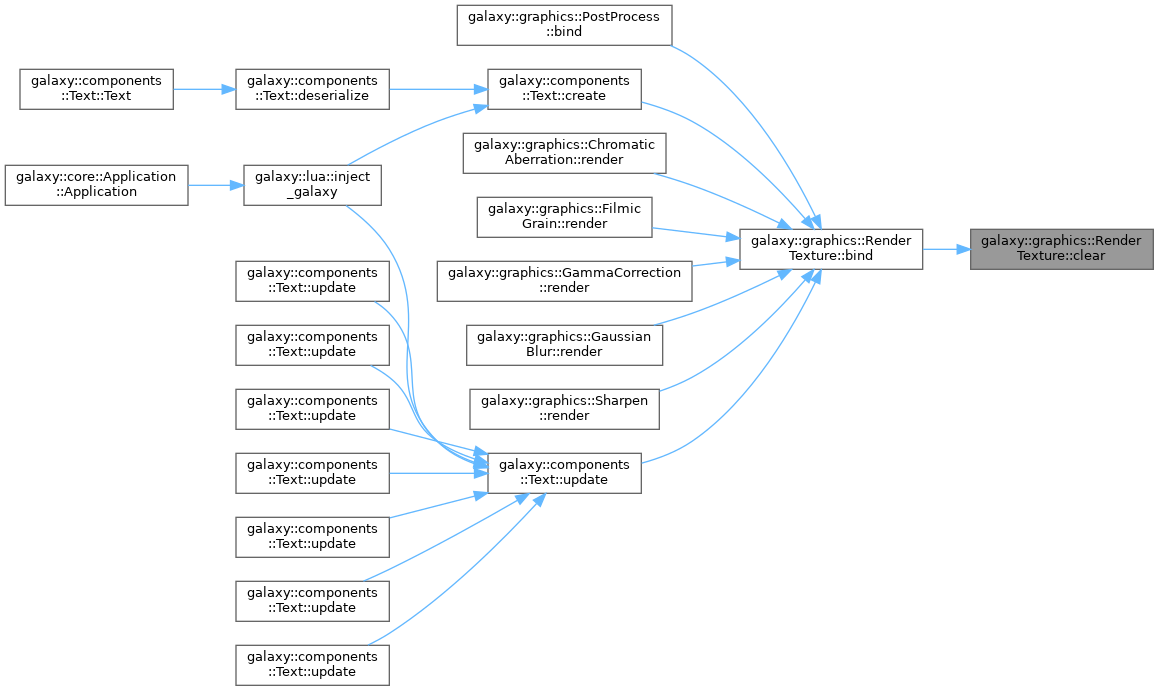 galaxy::graphics::PostProcess
::bind
galaxy::components
::Text::Text
galaxy::components
::Text::deserialize
galaxy::components
::Text::create
galaxy::graphics::Chromatic
Aberration::render
galaxy::core::Application
::Application
galaxy::lua::inject
_galaxy
galaxy::graphics::Filmic
Grain::render
galaxy::graphics::Render
Texture::bind
galaxy::graphics::Render
Texture::clear
galaxy::components
::Text::update
galaxy::graphics::GammaCorrection
::render
galaxy::components
::Text::update
galaxy::graphics::Gaussian
Blur::render
galaxy::components
::Text::update
galaxy::graphics::Sharpen
::render
galaxy::components
::Text::update
galaxy::components
::Text::update
galaxy::components
::Text::update
galaxy::components
::Text::update
galaxy::components
::Text::update